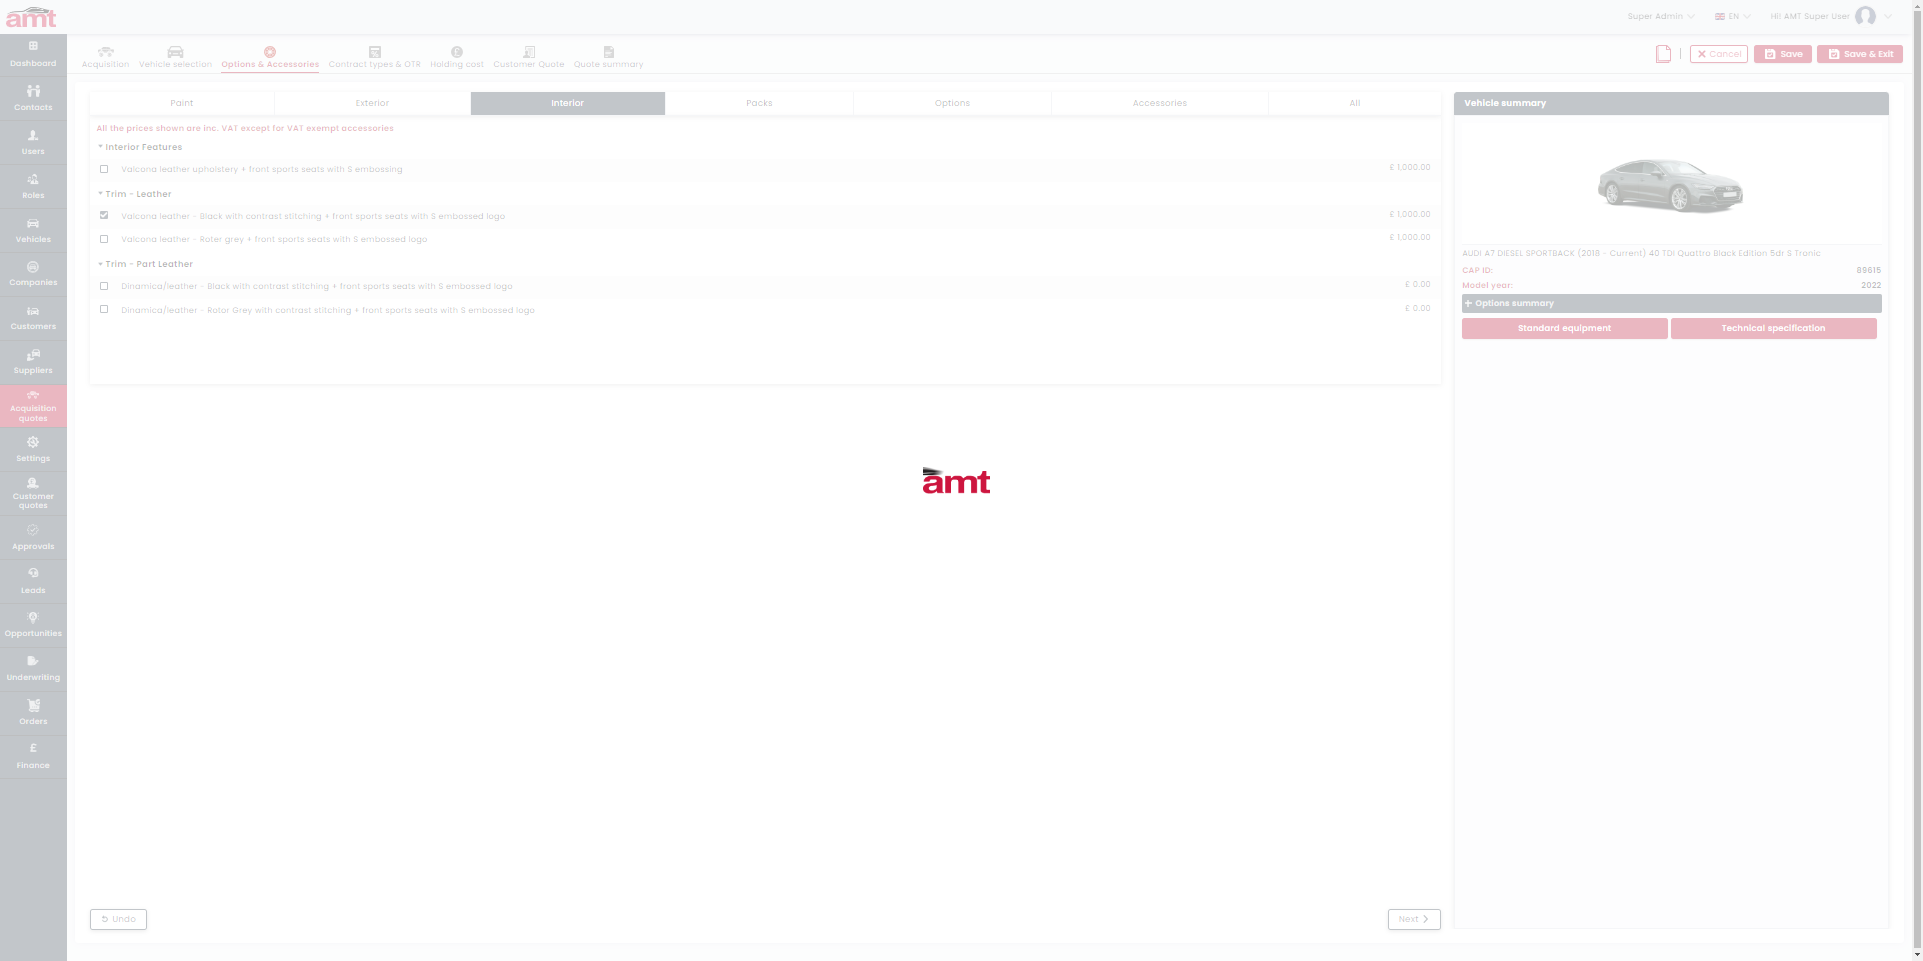 amt
Super Admin
EN
Hi! AMT Super User
Dashboard
Contacts
Users
Roles
Vehicles
Companies
Customers
Suppliers
Acquisition
quotes
Settings
Customer
quotes
Approvals
Leads
Opportunities
Underwriting
Orders
Finance
Acquisition
Vehicle selection
Options & Accessories
Contract types & OTR
Holding cost
Customer Quote
Quote summary
Cancel
Save
Save & Exit
Paint
Exterior
Interior
Packs
Options
Accessories
All
All the prices shown are inc. VAT except for VAT exempt accessories
Interior Features
Valcona leather upholstery + front sports seats with S embossing £ 1,000.00
Trim - Leather
Valcona leather - Black with contrast stitching + front sports seats with S embossed logo £ 1,000.00
Valcona leather - Rotor grey + front sports seats with S embossed logo £ 1,000.00
Trim - Part Leather
Dinamica/leather - Black with contrast stitching + front sports seats with S embossed logo £ 0.00
Dinamica/leather - Rotor Grey with contrast stitching + front sports seats with S embossed logo £ 0.00
amt
Undo
Next
Vehicle summary
AUDI A7 DIESEL SPORTBACK (2018 - Current) 40 TDI Quattro Black Edition 5dr S Tronic
CAP ID: 89615
Model year: 2022
+ Options summary
Standard equipment
Technical specification